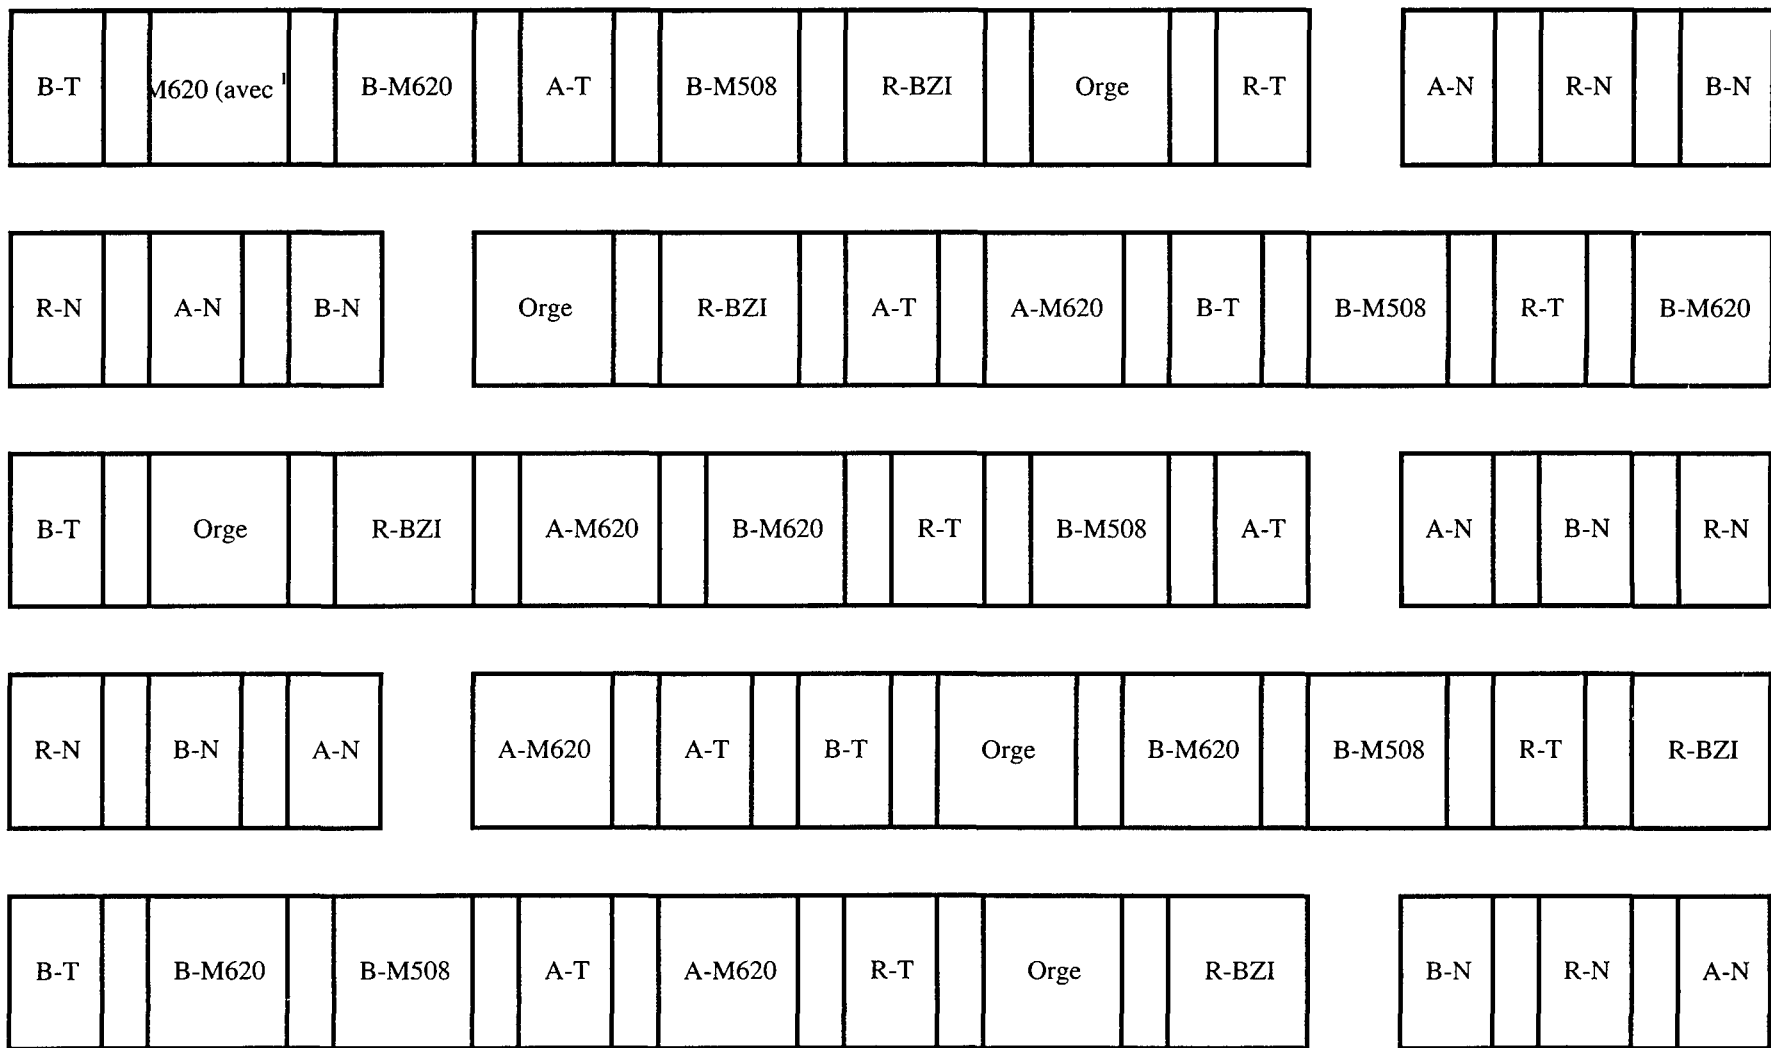 B-T M620 (avec B-M620 A-T B-M508 R-BZI Orge R-T A-N R-N B-N
R-N A-N B-N Orge R-BZI A-T A-M620 B-T B-M508 R-T B-M620
B-T Orge R-BZI A-M620 B-M620 R-T B-M508 A-T A-N B-N R-N
R-N B-N A-N A-M620 A-T B-T Orge B-M620 B-M508 R-T R-BZI
B-T B-M620 B-M508 A-T A-M620 R-T Orge R-BZI B-N R-N A-N